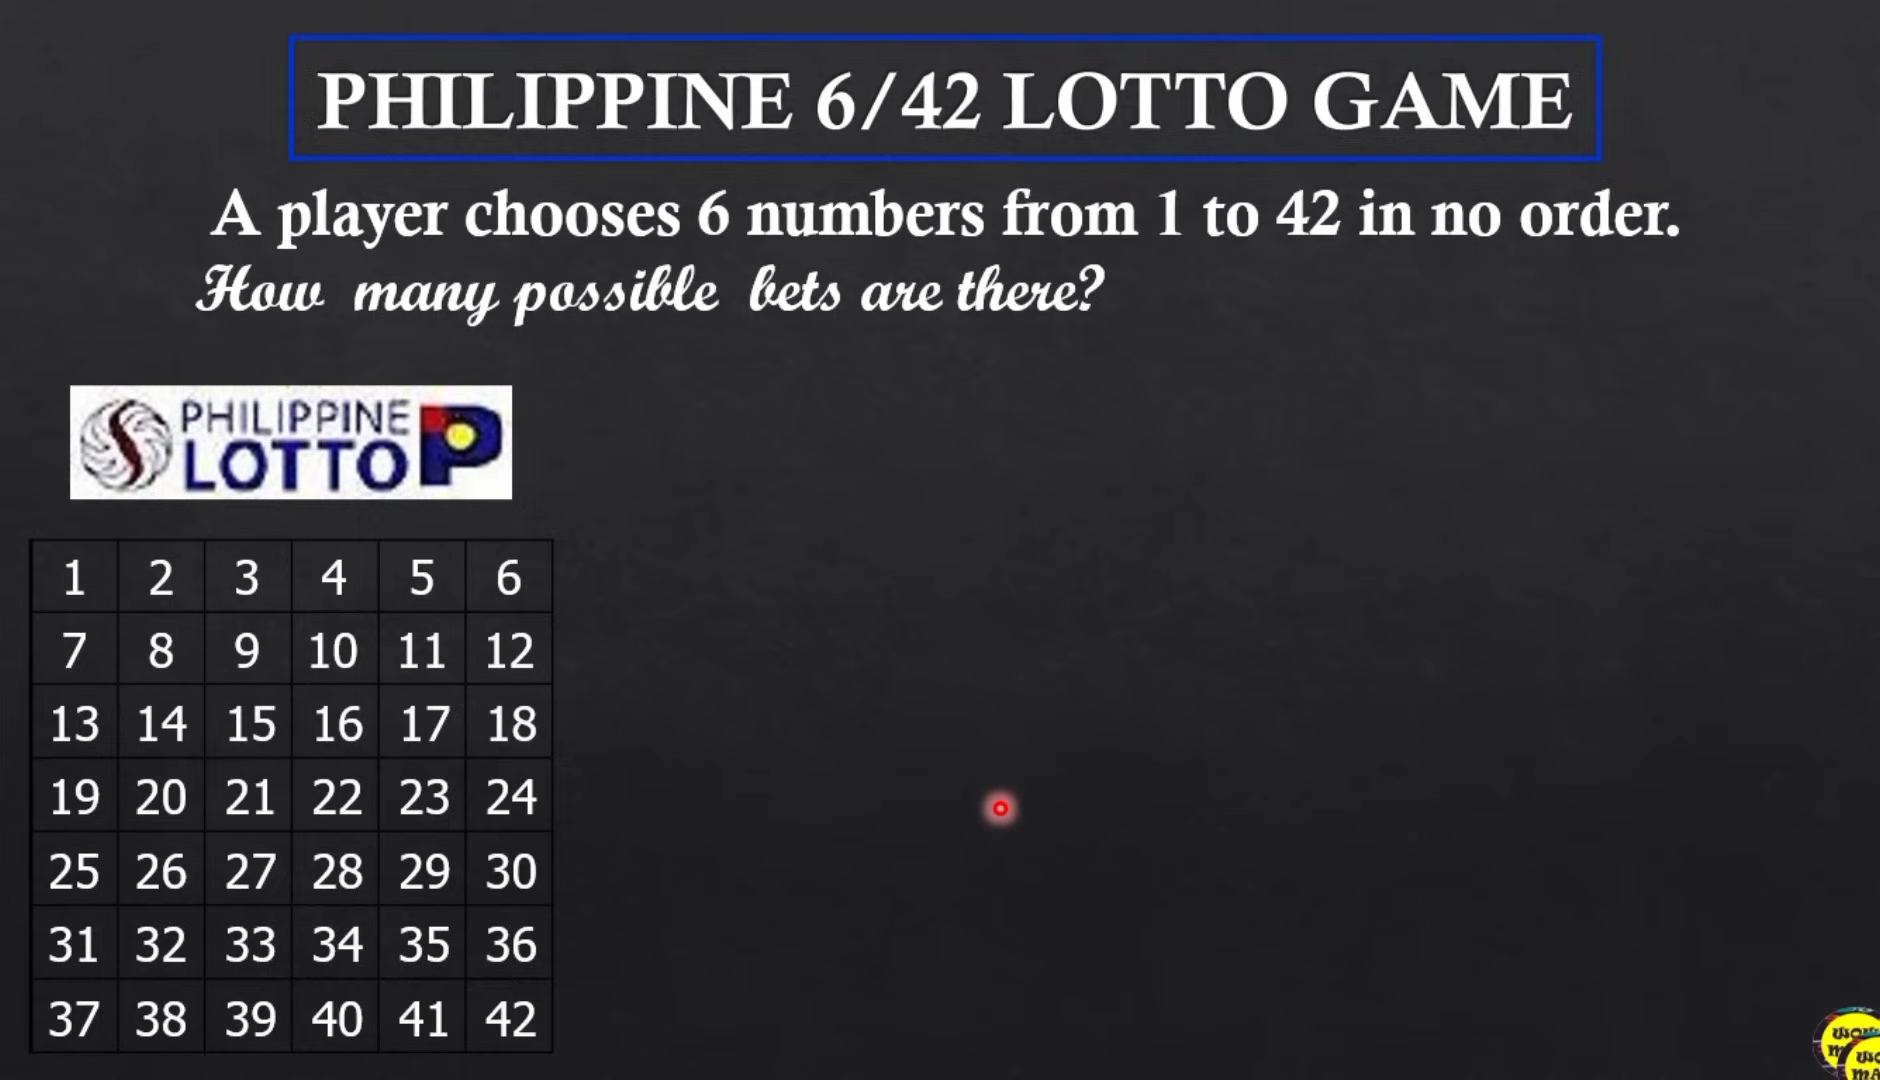 PHILIPPINE 6/42 LOTTO GAME
A player chooses 6 numbers from 1 to 42 in no order.
How many possible bets are there?
PHILIPPINE
LOTTO
1 2 3 4 5 6
7 8 9 10 11 12
13 14 15 16 17 18
19 20 21 22 23 24
25 26 27 28 29 30
31 32 33 34 35 36
37 38 39 40 41 42